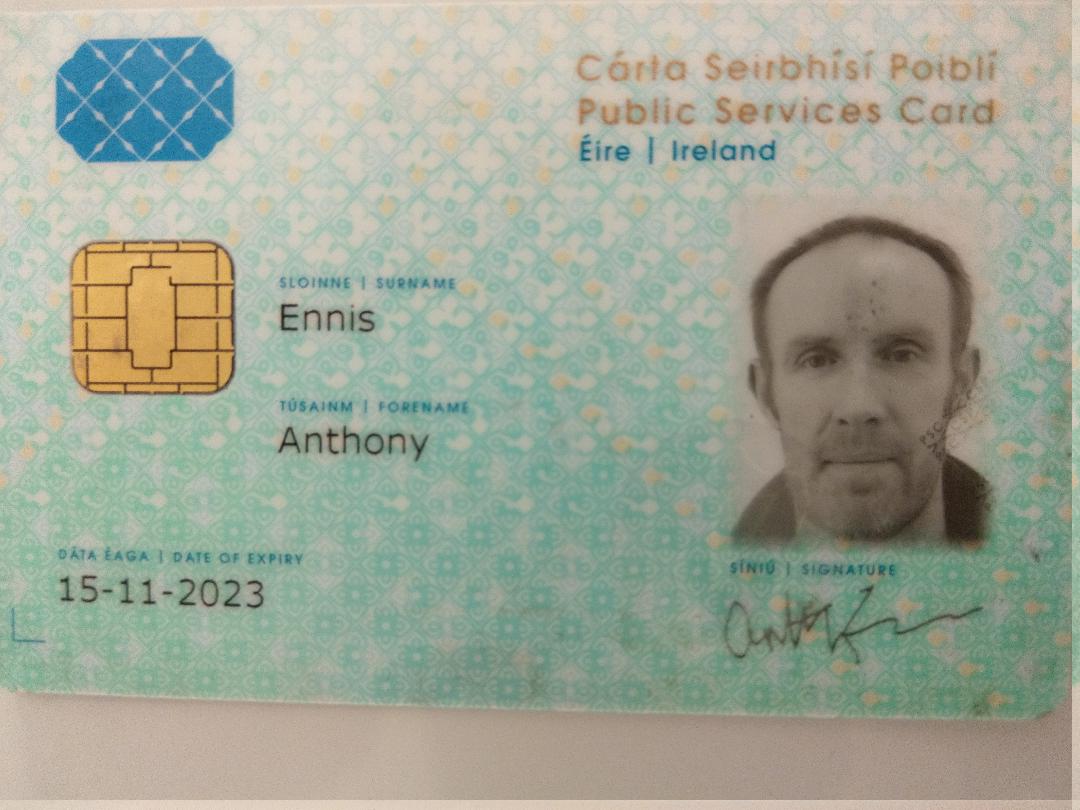 Cárta Seirbhísí Poiblí
Public Services Card
Éire | Ireland
SLOINNE | SURNAME
Ennis
TÚSAINM | FORENAME
Anthony
DÁTA ÉAGA | DATE OF EXPIRY
15-11-2023
SÍNIÚ | SIGNATURE
PSC